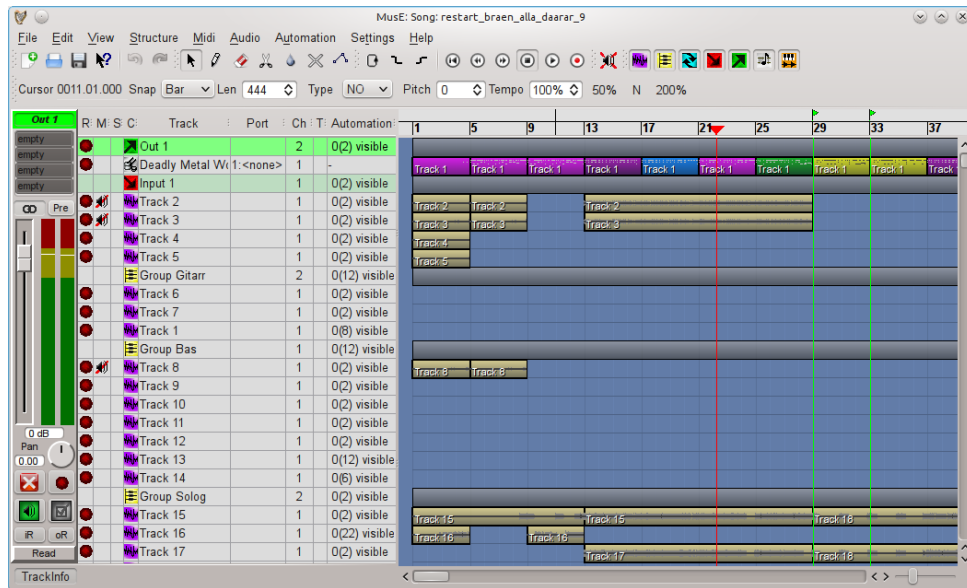 MusE: Song: restart_braen_alla_daarar_9
File Edit View Structure Midi Audio Automation Settings Help
Cursor 0011.01.000 Snap Bar Len 444 Type NO Pitch 0 Tempo 100% 50% N 200%
Out 1 R M S C Track Port Ch T Automation 1 5 9 13 17 21 25 29 33 37
empty
empty
empty
empty
Out 1 2 0(2) visible
Deadly Metal Wo 1:<none> 1 - Track 1 Track 1 Track 1 Track 1 Track 1 Track 1 Track 1 Track 1 Track 1 Track
Input 1 1 0(2) visible
Pre Track 2 1 0(2) visible Track 2 Track 2 Track 2
Track 3 1 0(2) visible Track 3 Track 3 Track 3
Track 4 1 0(2) visible Track 4
Track 5 1 0(2) visible Track 5
Group Gitarr 2 0(12) visible
Track 6 1 0(2) visible
Track 7 1 0(2) visible
Track 1 1 0(8) visible
Group Bas 1 0(12) visible
Track 8 1 0(2) visible Track 8 Track 8
Track 9 1 0(2) visible
Track 10 1 0(2) visible
Track 11 1 0(2) visible
0 dB Track 12 1 0(2) visible
Pan
0.00 Track 13 1 0(12) visible
Track 14 1 0(6) visible
Group Solog 2 0(2) visible
Track 15 1 0(2) visible Track 15 Track 15 Track 18
iR oR Track 16 1 0(22) visible Track 16 Track 16
Read Track 17 1 0(2) visible Track 17 Track 18
TrackInfo